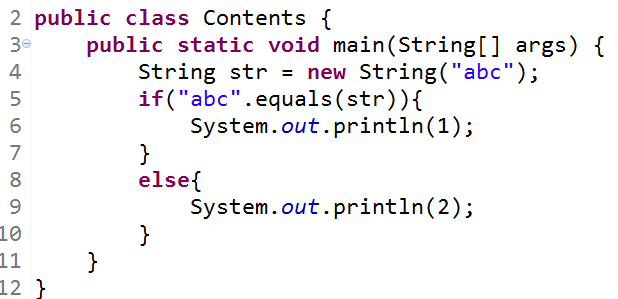 2 public class Contents {
3 public static void main(String[] args) {
4 String str = new String("abc");
5 if("abc".equals(str)){
6 System.out.println(1);
7 }
8 else{
9 System.out.println(2);
10 }
11 }
12 }